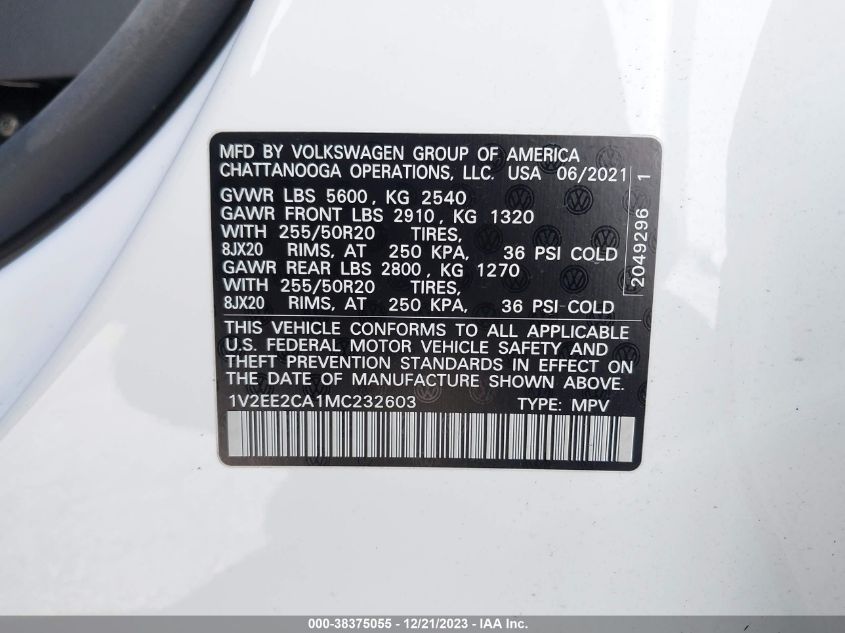 MFD BY VOLKSWAGEN GROUP OF AMERICA
CHATTANOOGA OPERATIONS, LLC. USA 06/2021
GVWR LBS 5600, KG 2540
GAWR FRONT LBS 2910, KG 1320
WITH 255/50R20 TIRES,
8JX20 RIMS, AT 250 KPA, 36 PSI COLD
GAWR REAR LBS 2800, KG 1270
WITH 255/50R20 TIRES,
8JX20 RIMS, AT 250 KPA, 36 PSI COLD
THIS VEHICLE CONFORMS TO ALL APPLICABLE
U.S. FEDERAL MOTOR VEHICLE SAFETY AND
THEFT PREVENTION STANDARDS IN EFFECT ON
THE DATE OF MANUFACTURE SHOWN ABOVE.
1V2EE2CA1MC232603 TYPE: MPV
2049296 1
000-38375055 - 12/21/2023 - IAA Inc.